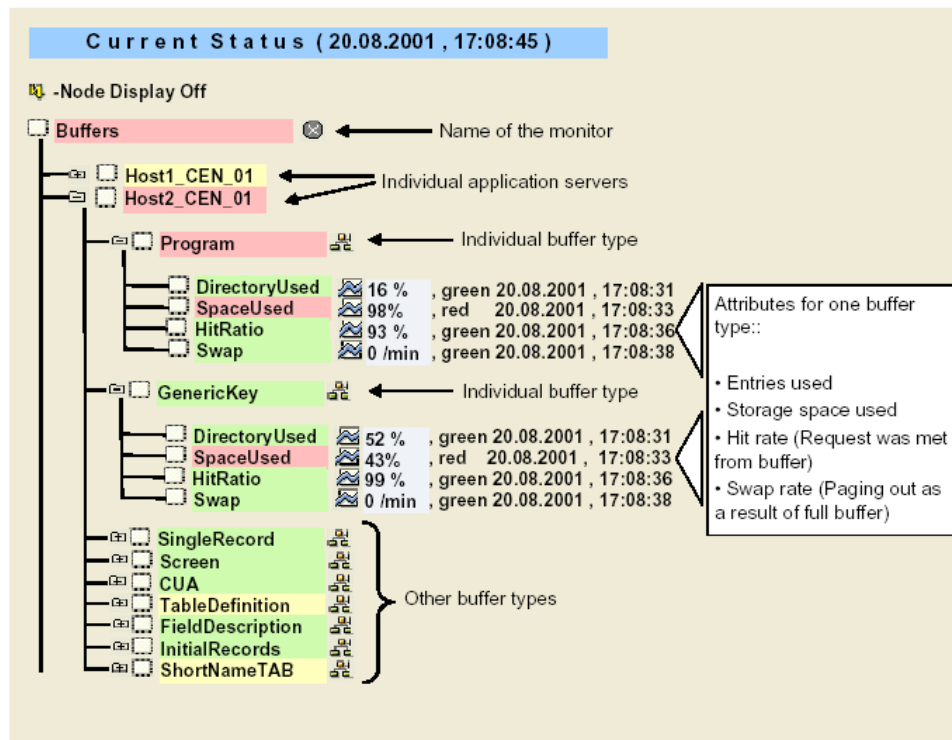 Current Status ( 20.08.2001 , 17:08:45 )
-Node Display Off
Buffers
Name of the monitor
Host1_CEN_01
Host2_CEN_01
Individual application servers
Program
Individual buffer type
DirectoryUsed 16 % , green 20.08.2001 , 17:08:31
SpaceUsed 98% , red 20.08.2001 , 17:08:33
HitRatio 93 % , green 20.08.2001 , 17:08:36
Swap 0 /min , green 20.08.2001 , 17:08:38
GenericKey
Individual buffer type
DirectoryUsed 52 % , green 20.08.2001 , 17:08:31
SpaceUsed 43% , red 20.08.2001 , 17:08:33
HitRatio 99 % , green 20.08.2001 , 17:08:36
Swap 0 /min , green 20.08.2001 , 17:08:38
Attributes for one buffer
type::
• Entries used
• Storage space used
• Hit rate (Request was met
from buffer)
• Swap rate (Paging out as
a result of full buffer)
SingleRecord
Screen
CUA
TableDefinition
FieldDescription
InitialRecords
ShortNameTAB
Other buffer types